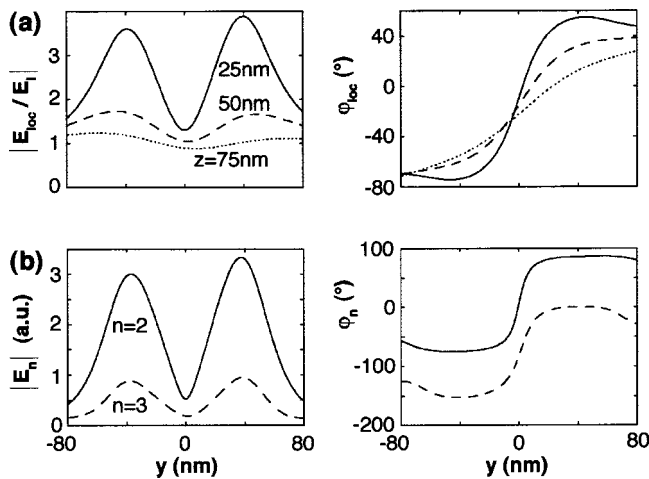 (a)
|E_loc / E_I|
3
2
1
0
25nm
50nm
z=75nm
φ_loc (°)
40
0
-40
-80
(b)
|E_n| (a.u.)
3
2
1
0
n=2
n=3
-80
0
80
y (nm)
φ_n (°)
100
0
-100
-200
-80
0
80
y (nm)